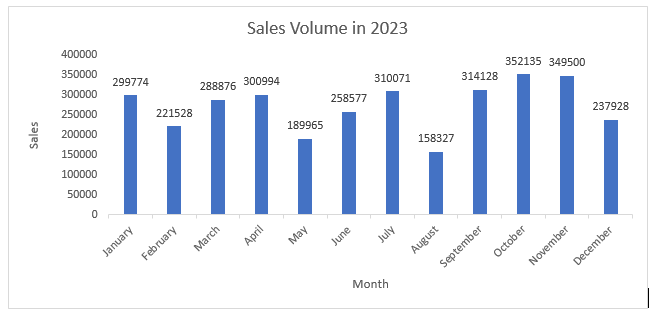 Sales Volume in 2023
400000
350000
300000
250000
200000
150000
100000
50000
0
Sales
299774
221528
288876
300994
189965
258577
310071
158327
314128
352135
349500
237928
January
February
March
April
May
June
July
August
September
October
November
December
Month